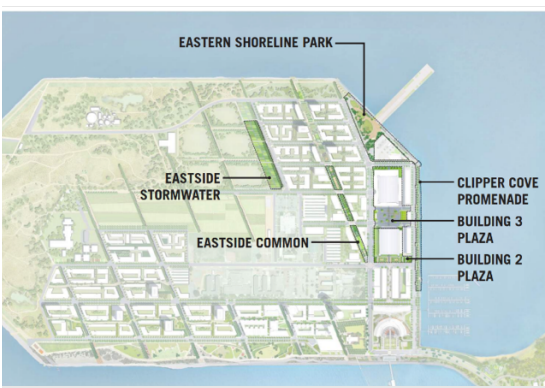 EASTERN SHORELINE PARK
EASTSIDE
STORMWATER
CLIPPER COVE
PROMENADE
BUILDING 3
PLAZA
EASTSIDE COMMON
BUILDING 2
PLAZA